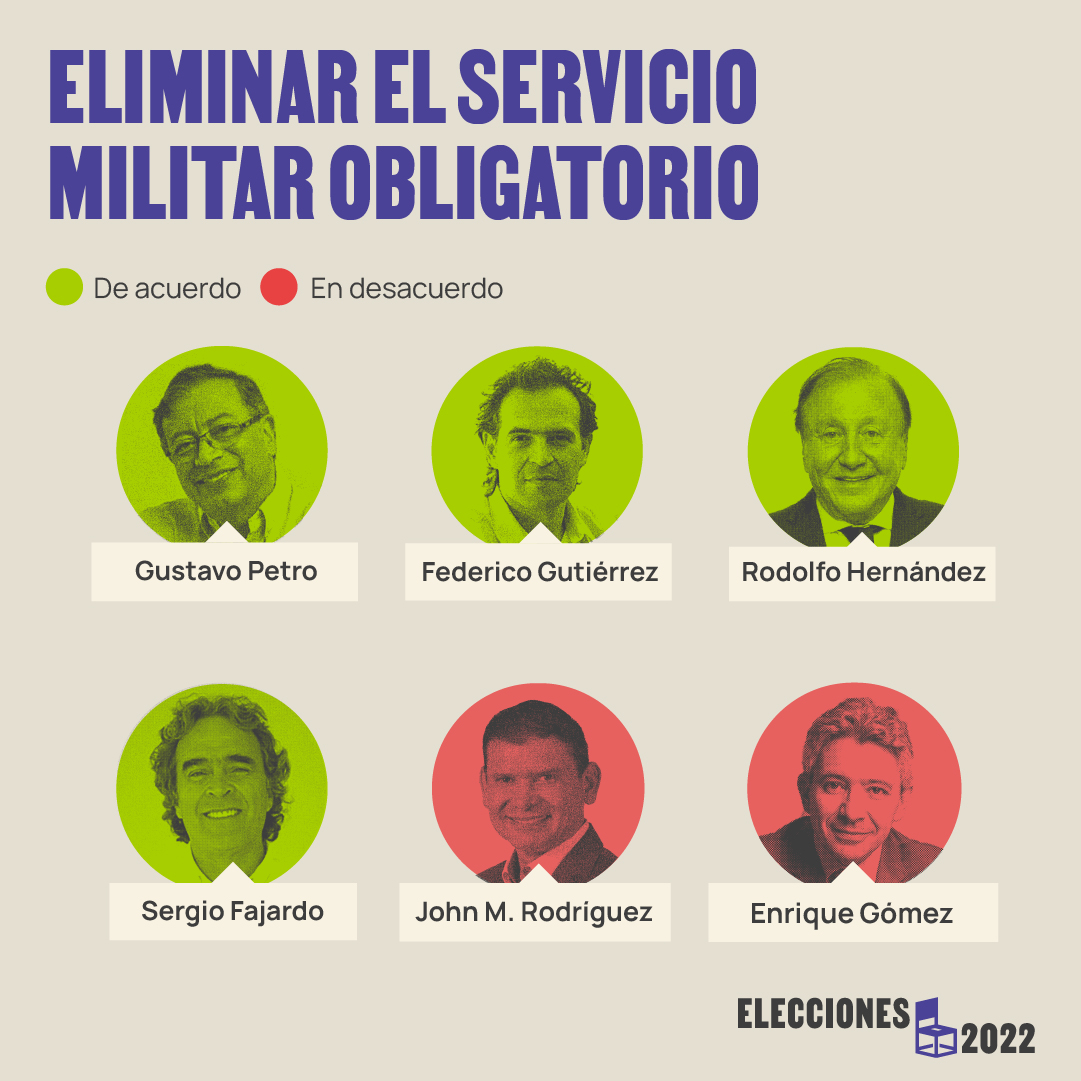 ELIMINAR EL SERVICIO
MILITAR OBLIGATORIO
De acuerdo En desacuerdo
Gustavo Petro Federico Gutiérrez Rodolfo Hernández
Sergio Fajardo John M. Rodríguez Enrique Gómez
ELECCIONES 2022